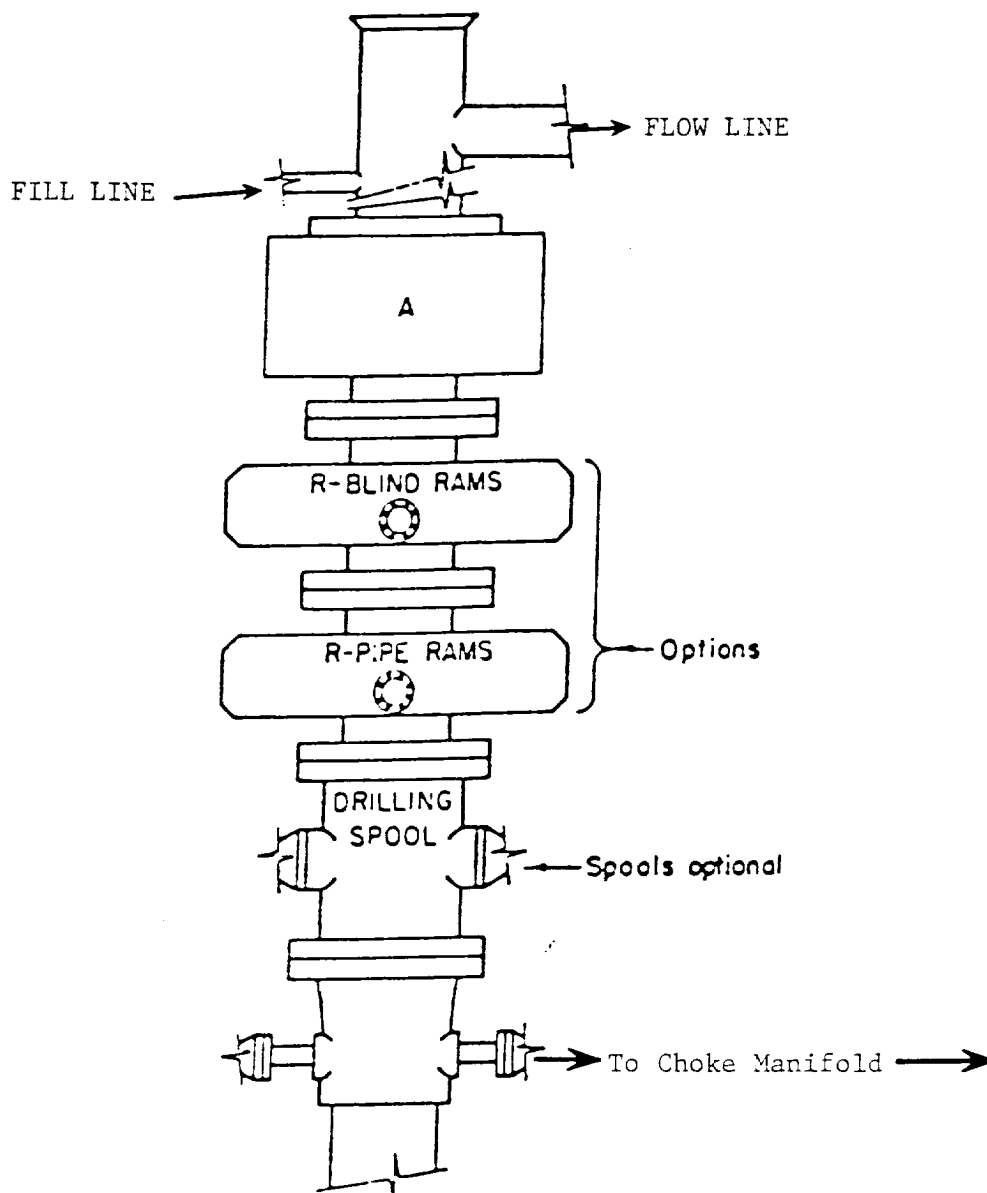 FLOW LINE
FILL LINE
A
R-BLIND RAMS
R-PIPE RAMS
Options
DRILLING
SPOOL
Spools optional
To Choke Manifold